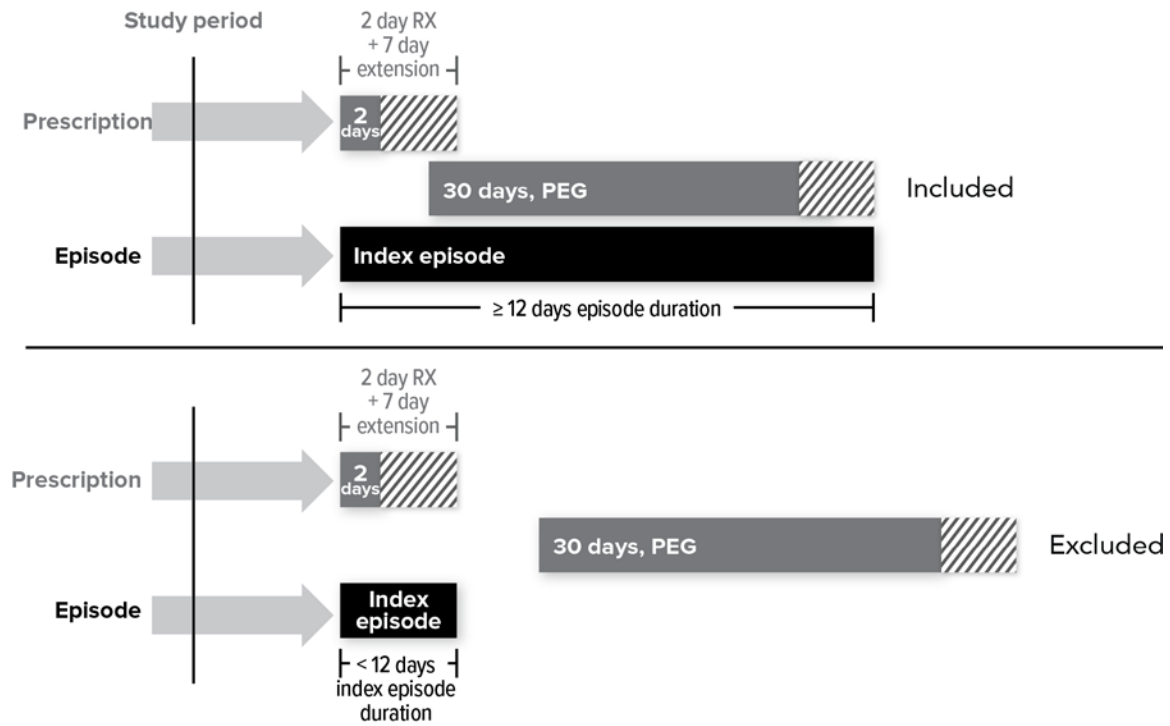 Study period
2 day RX
+ 7 day
extension
Prescription
2
days
30 days, PEG
Included
Episode
Index episode
≥ 12 days episode duration
2 day RX
+ 7 day
extension
Prescription
2
days
30 days, PEG
Excluded
Episode
Index
episode
< 12 days
index episode
duration